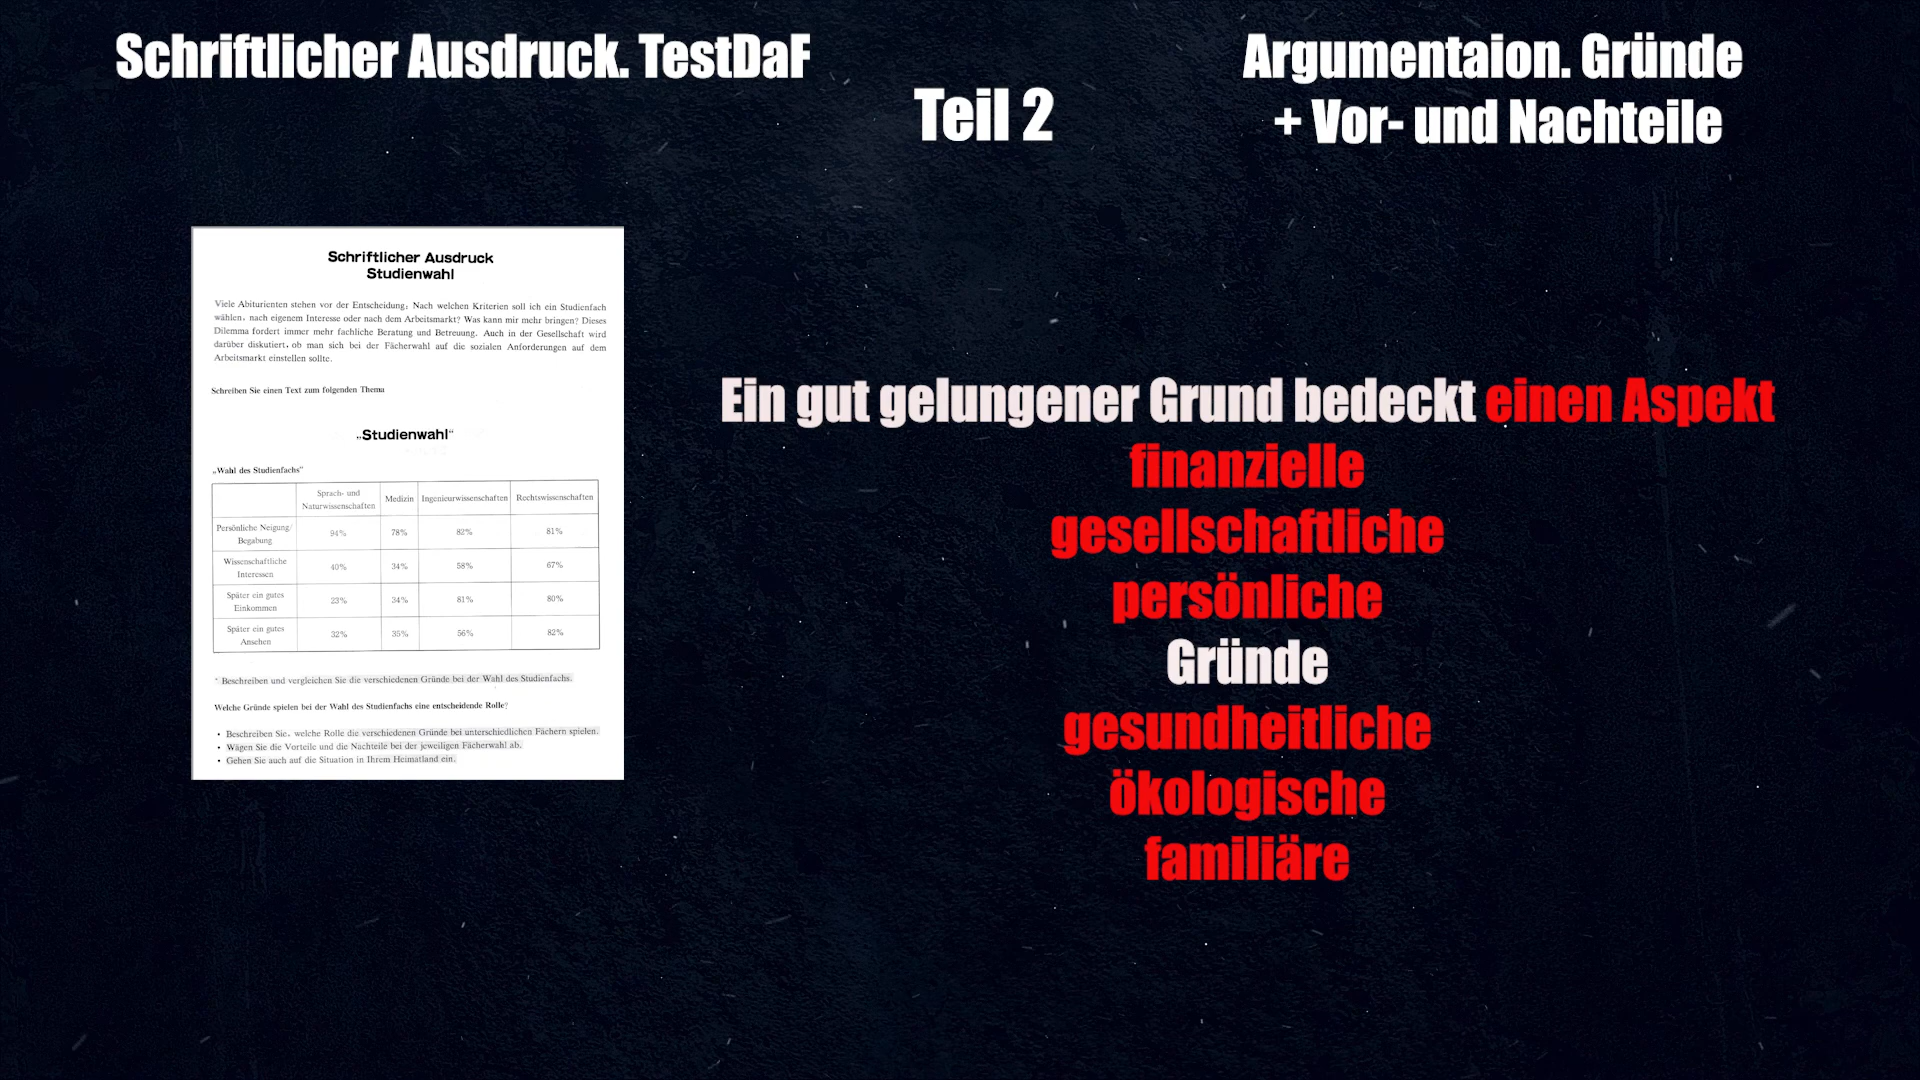 Schriftlicher Ausdruck. TestDaF
Teil 2
Argumentaion. Gründe
+ Vor- und Nachteile
Schriftlicher Ausdruck
Studienwahl
Viele Abiturienten stehen vor der Entscheidung: Nach welchen Kriterien soll ich ein Studienfach
wählen, nach eigenem Interesse oder nach dem Arbeitsmarkt? Was kann mir mehr bringen? Dieses
Dilemma fordert immer mehr fachliche Beratung und Betreuung. Auch in der Gesellschaft wird
darüber diskutiert, ob man sich bei der Fächerwahl auf die sozialen Anforderungen auf dem
Arbeitsmarkt einstellen sollte.
Schreiben Sie einen Text zum folgenden Thema
„Studienwahl“
„Wahl des Studienfachs“
Sprach- und
Naturwissenschaften
Medizin
Ingenieurwissenschaften
Rechtswissenschaften
Persönliche Neigung/
Begabung
94%
78%
82%
81%
Wissenschaftliche
Interessen
40%
34%
58%
67%
Später ein gutes
Einkommen
23%
34%
81%
80%
Später ein gutes
Ansehen
32%
35%
56%
82%
* Beschreiben und vergleichen Sie die verschiedenen Gründe bei der Wahl des Studienfachs.
Welche Gründe spielen bei der Wahl des Studienfachs eine entscheidende Rolle?
• Beschreiben Sie, welche Rolle die verschiedenen Gründe bei unterschiedlichen Fächern spielen.
• Wägen Sie die Vorteile und die Nachteile bei der jeweiligen Fächerwahl ab.
• Gehen Sie auch auf die Situation in Ihrem Heimatland ein.
Ein gut gelungener Grund bedeckt einen Aspekt
finanzielle
gesellschaftliche
persönliche
Gründe
gesundheitliche
ökologische
familiäre